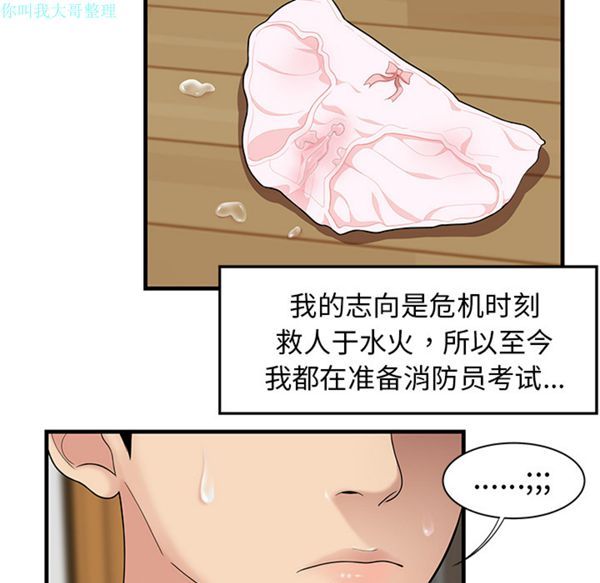 你叫我大哥整理
我的志向是危机时刻
救人于水火，所以至今
我都在准备消防员考试...
......;;;